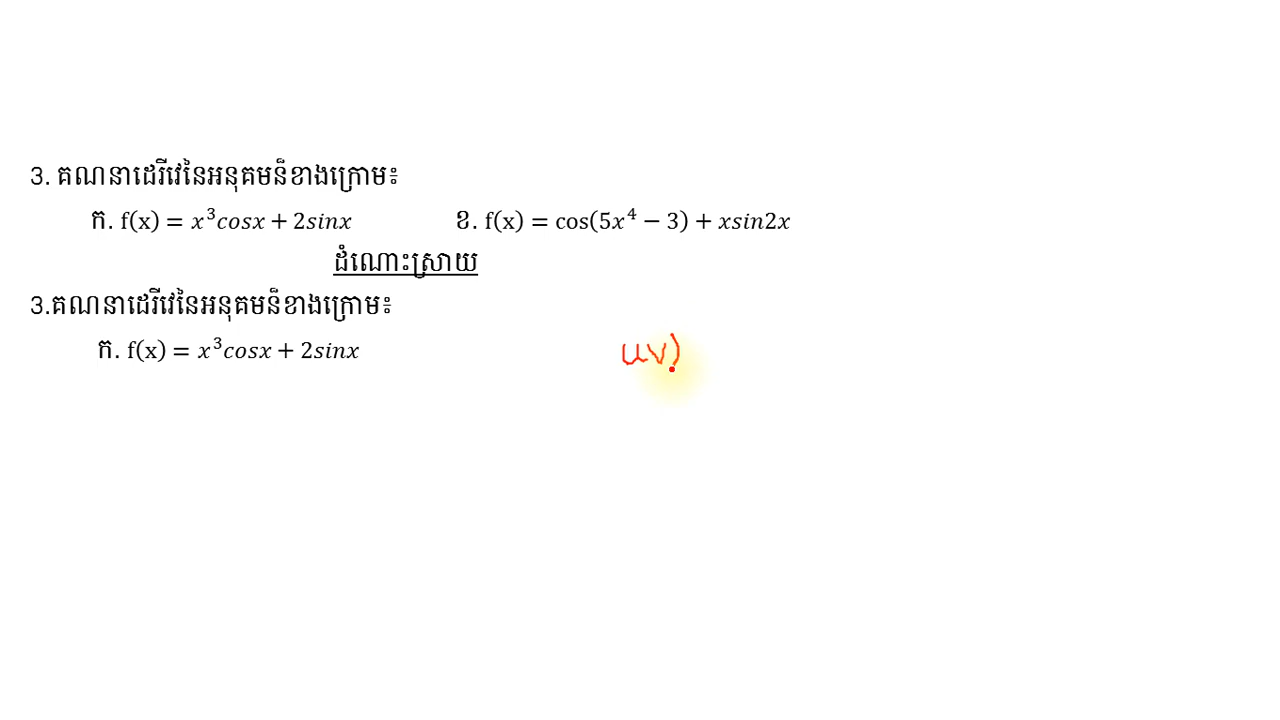 3. គណនាដេរីវេនៃអនុគមន៏ខាងក្រោម៖
ក. f(x) = x³cosx + 2sinx ខ. f(x) = cos(5x⁴ − 3) + xsin2x
ដំណោះស្រាយ
3.គណនាដេរីវេនៃអនុគមន៏ខាងក្រោម៖
ក. f(x) = x³cosx + 2sinx uv)